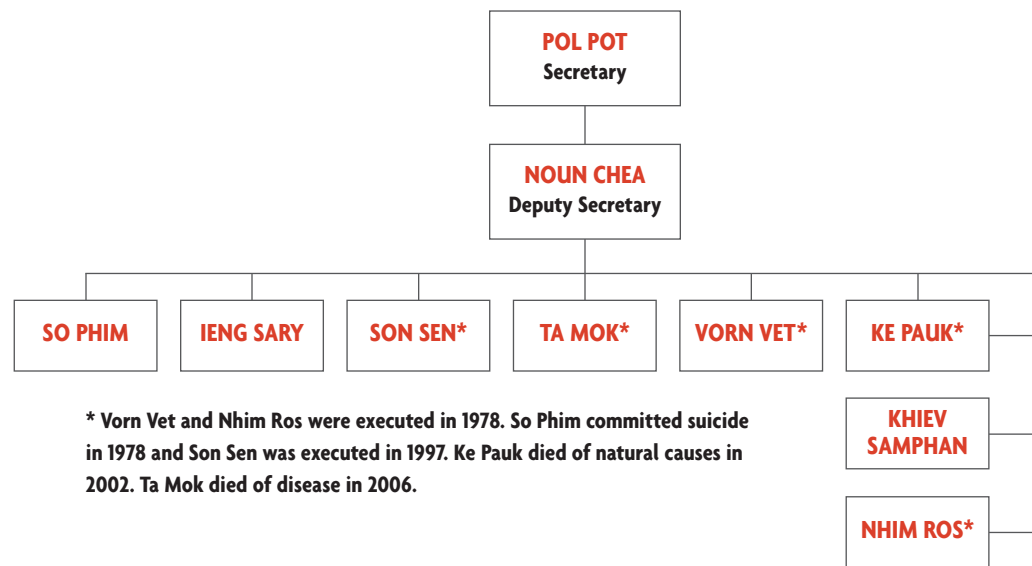 POL POT
Secretary
NOUN CHEA
Deputy Secretary
SO PHIM
IENG SARY
SON SEN*
TA MOK*
VORN VET*
KE PAUK*
* Vorn Vet and Nhim Ros were executed in 1978. So Phim committed suicide
in 1978 and Son Sen was executed in 1997. Ke Pauk died of natural causes in
2002. Ta Mok died of disease in 2006.
KHIEV
SAMPHAN
NHIM ROS*